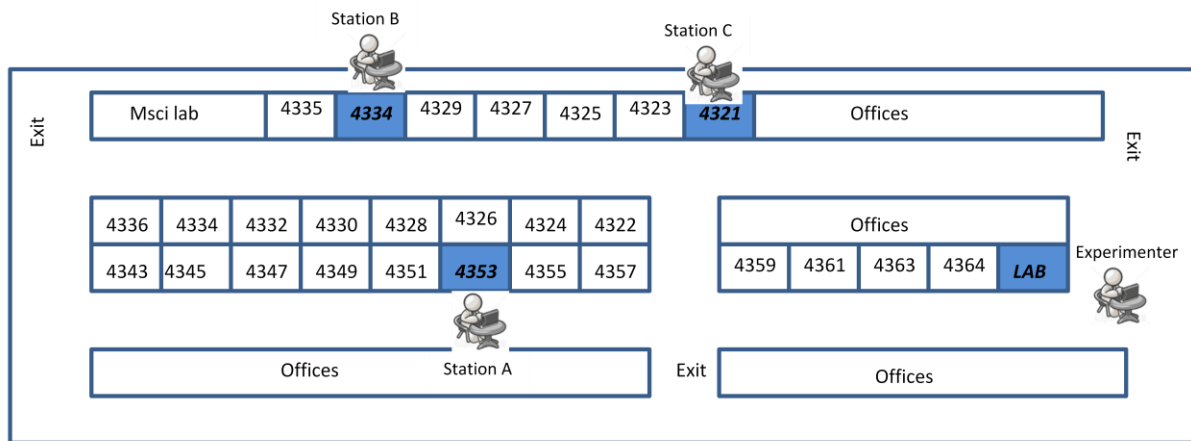 Station B
Station C
Exit
Msci lab 4335 4334 4329 4327 4325 4323 4321 Offices
Exit
4336 4334 4332 4330 4328 4326 4324 4322 Offices
4343 4345 4347 4349 4351 4353 4355 4357 4359 4361 4363 4364 LAB
Experimenter
Offices
Station A
Exit
Offices